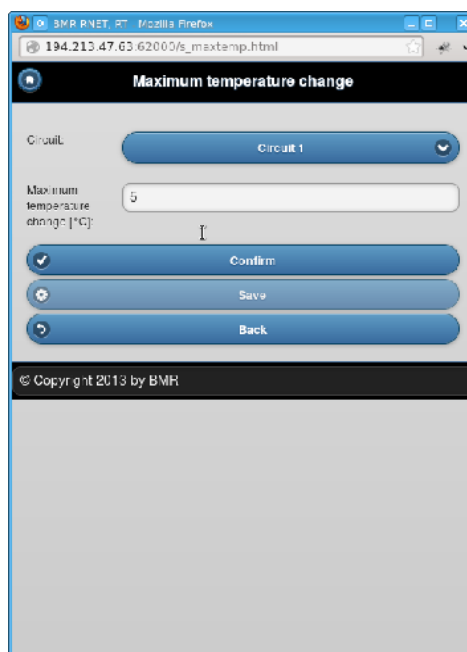 BMR RNET, RT - Mozilla Firefox
194.213.47.63:62000/s_maxtemp.html
Maximum temperature change
Circuit:
Circuit 1
Maximum
temperature
change [°C]:
5
Confirm
Save
Back
© Copyright 2013 by BMR